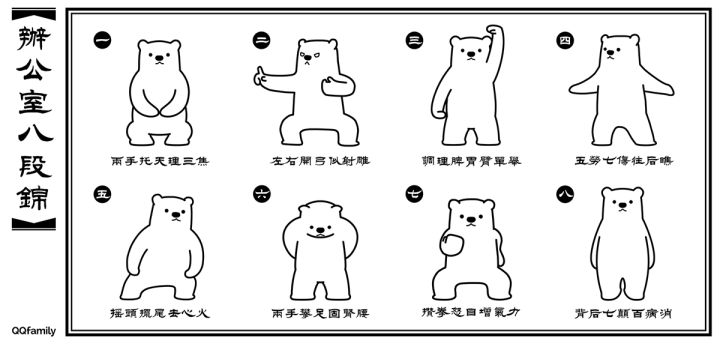 辦公室八段錦
一
兩手托天理三焦
二
左右開弓似射雕
三
調理脾胃臂單舉
四
五勞七傷往后瞧
五
摇頭擺尾去心火
六
兩手攀足固腎腰
七
攢拳怒目增氣力
八
背后七顛百病消
QQfamily